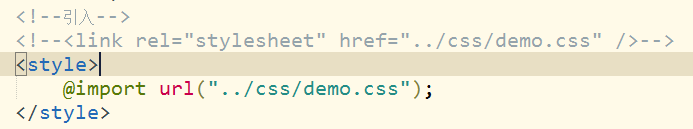 <!--引入-->
<!--<link rel="stylesheet" href="../css/demo.css" />-->
<style>
    @import url("../css/demo.css");
</style>